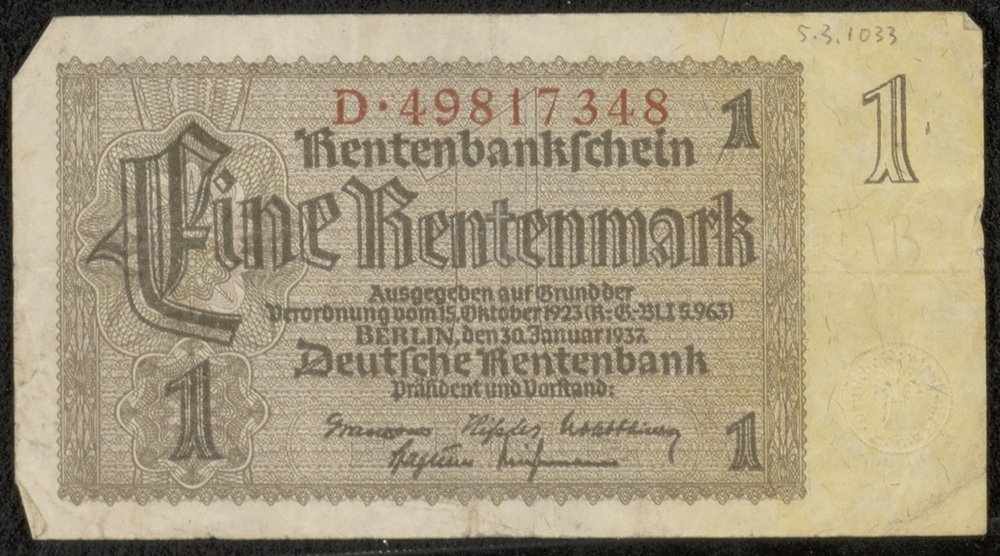 5.3.1033
D·49817348
1
1
Rentenbankschein
Eine Rentenmark
Ausgegeben auf Grund der
Verordnung vom 15. Oktober 1923 (R.-G.-Bl. I S. 963)
BERLIN, den 30. Januar 1937.
Deutsche Rentenbank
Präsident und Vorstand:
1
1